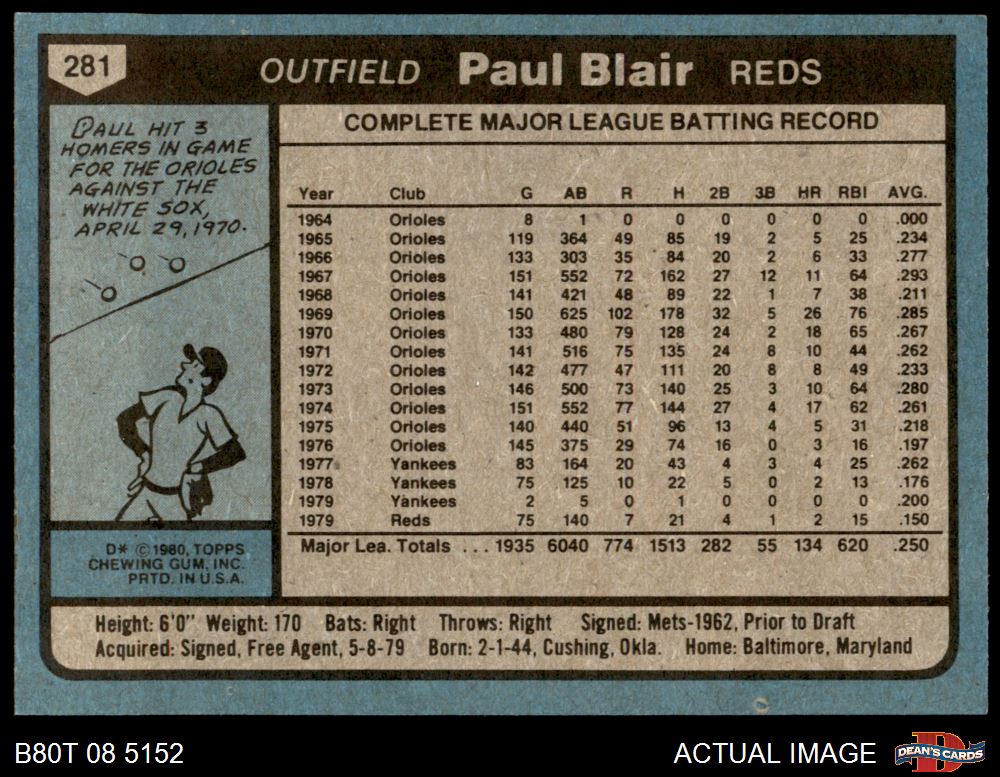 281
OUTFIELD Paul Blair REDS
PAUL HIT 3
HOMERS IN GAME
FOR THE ORIOLES
AGAINST THE
WHITE SOX,
APRIL 29, 1970.
D* © 1980, TOPPS
CHEWING GUM, INC.
PRTD. IN U.S.A.
COMPLETE MAJOR LEAGUE BATTING RECORD
Year Club G AB R H 2B 3B HR RBI AVG.
1964 Orioles 8 1 0 0 0 0 0 0 .000
1965 Orioles 119 364 49 85 19 2 5 25 .234
1966 Orioles 133 303 35 84 20 2 6 33 .277
1967 Orioles 151 552 72 162 27 12 11 64 .293
1968 Orioles 141 421 48 89 22 1 7 38 .211
1969 Orioles 150 625 102 178 32 5 26 76 .285
1970 Orioles 133 480 79 128 24 2 18 65 .267
1971 Orioles 141 516 75 135 24 8 10 44 .262
1972 Orioles 142 477 47 111 20 8 8 49 .233
1973 Orioles 146 500 73 140 25 3 10 64 .280
1974 Orioles 151 552 77 144 27 4 17 62 .261
1975 Orioles 140 440 51 96 13 4 5 31 .218
1976 Orioles 145 375 29 74 16 0 3 16 .197
1977 Yankees 83 164 20 43 4 3 4 25 .262
1978 Yankees 75 125 10 22 5 0 2 13 .176
1979 Yankees 2 5 0 1 0 0 0 0 .200
1979 Reds 75 140 7 21 4 1 2 15 .150
Major Lea. Totals ... 1935 6040 774 1513 282 55 134 620 .250
Height: 6'0" Weight: 170 Bats: Right Throws: Right Signed: Mets-1962, Prior to Draft
Acquired: Signed, Free Agent, 5-8-79 Born: 2-1-44, Cushing, Okla. Home: Baltimore, Maryland
B80T 08 5152
ACTUAL IMAGE
D
DEAN'S CARDS